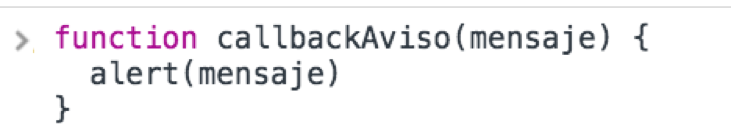 > function callbackAviso(mensaje) {
alert(mensaje)
}